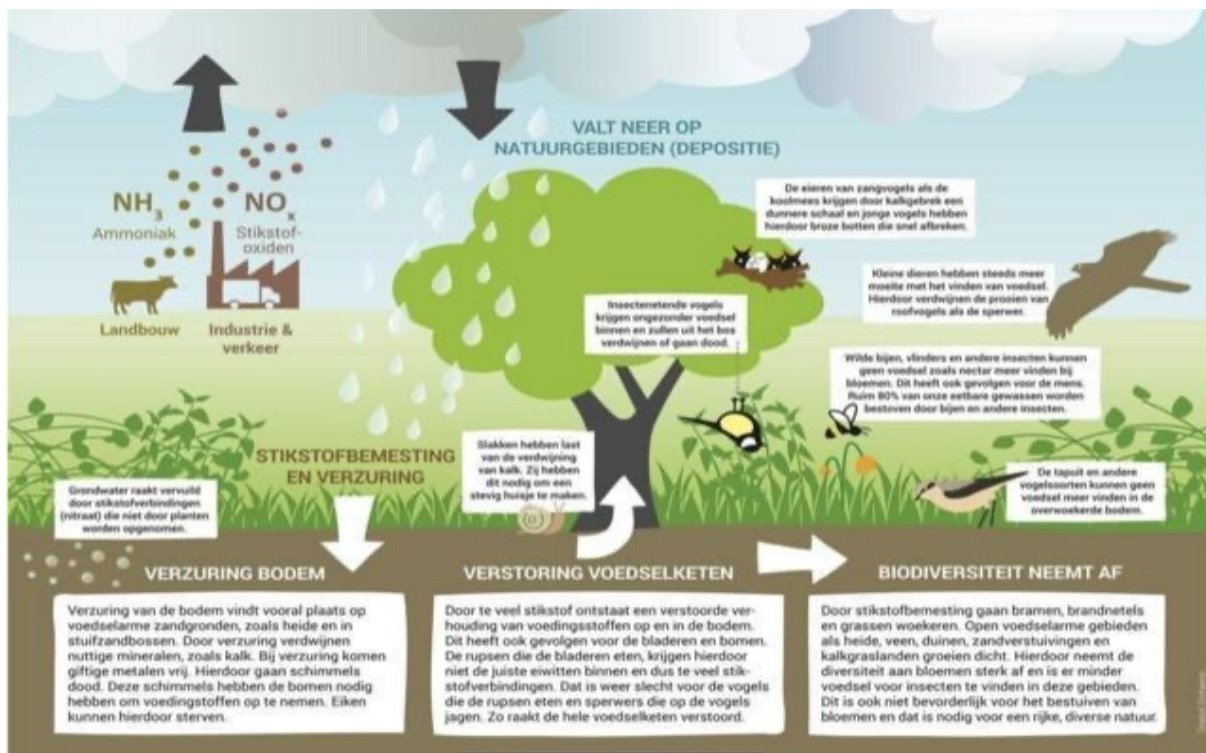 VALT NEER OP
NATUURGEBIEDEN (DEPOSITIE)
NH3
Ammoniak
NOx
Stikstof-
oxiden
Landbouw
Industrie &
verkeer
De eieren van zangvogels als de
koolmees krijgen door kalkgebrek een
dunnere schaal en jonge vogels hebben
hierdoor broze botten die snel afbreken.
Kleine dieren hebben steeds meer
moeite met het vinden van voedsel.
Hierdoor verdwijnen de prooien van
roofvogels als de sperwer.
Insectenetende vogels
krijgen ongezonder voedsel
binnen en zullen uit het bos
verdwijnen of gaan dood.
Wilde bijen, vlinders en andere insecten kunnen
geen voedsel zoals nectar meer vinden bij
bloemen. Dit heeft ook gevolgen voor de mens.
Ruim 80% van onze eetbare gewassen worden
bestoven door bijen en andere insecten.
STIKSTOFBEMESTING
EN VERZURING
Slakken hebben last
van de verdwijning
van kalk. Zij hebben
dit nodig om een
stevig huisje te maken.
De tapuit en andere
vogelsoorten kunnen geen
voedsel meer vinden in de
overwoekerde bodem.
Grondwater raakt vervuild
door stikstofverbindingen
(nitraat) die niet door planten
worden opgenomen.
VERZURING BODEM
Verzuring van de bodem vindt vooral plaats op
voedselarme zandgronden, zoals heide en in
stuifzandbossen. Door verzuring verdwijnen
nuttige mineralen, zoals kalk. Bij verzuring komen
giftige metalen vrij. Hierdoor gaan schimmels
dood. Deze schimmels hebben de bomen nodig
hebben om voedingstoffen op te nemen. Eiken
kunnen hierdoor sterven.
VERSTORING VOEDSELKETEN
Door te veel stikstof ontstaat een verstoorde ver-
houding van voedingsstoffen op en in de bodem.
Dit heeft ook gevolgen voor de bladeren en bomen.
De rupsen die de bladeren eten, krijgen hierdoor
niet de juiste eiwitten binnen en dus te veel stik-
stofverbindingen. Dat is weer slecht voor de vogels
die de rupsen eten en sperwers die op de vogels
jagen. Zo raakt de hele voedselketen verstoord.
BIODIVERSITEIT NEEMT AF
Door stikstofbemesting gaan bramen, brandnetels
en grassen woekeren. Open voedselarme gebieden
als heide, veen, duinen, zandverstuivingen en
kalkgraslanden groeien dicht. Hierdoor neemt de
diversiteit aan bloemen sterk af en is er minder
voedsel voor insecten te vinden in deze gebieden.
Dit is ook niet bevorderlijk voor het bestuiven van
bloemen en dat is nodig voor een rijke, diverse natuur.